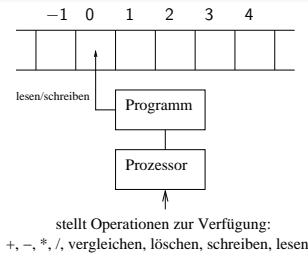 −1 0 1 2 3 4
lesen/schreiben
Programm
Prozessor
stellt Operationen zur Verfügung:
+, −, *, /, vergleichen, löschen, schreiben, lesen